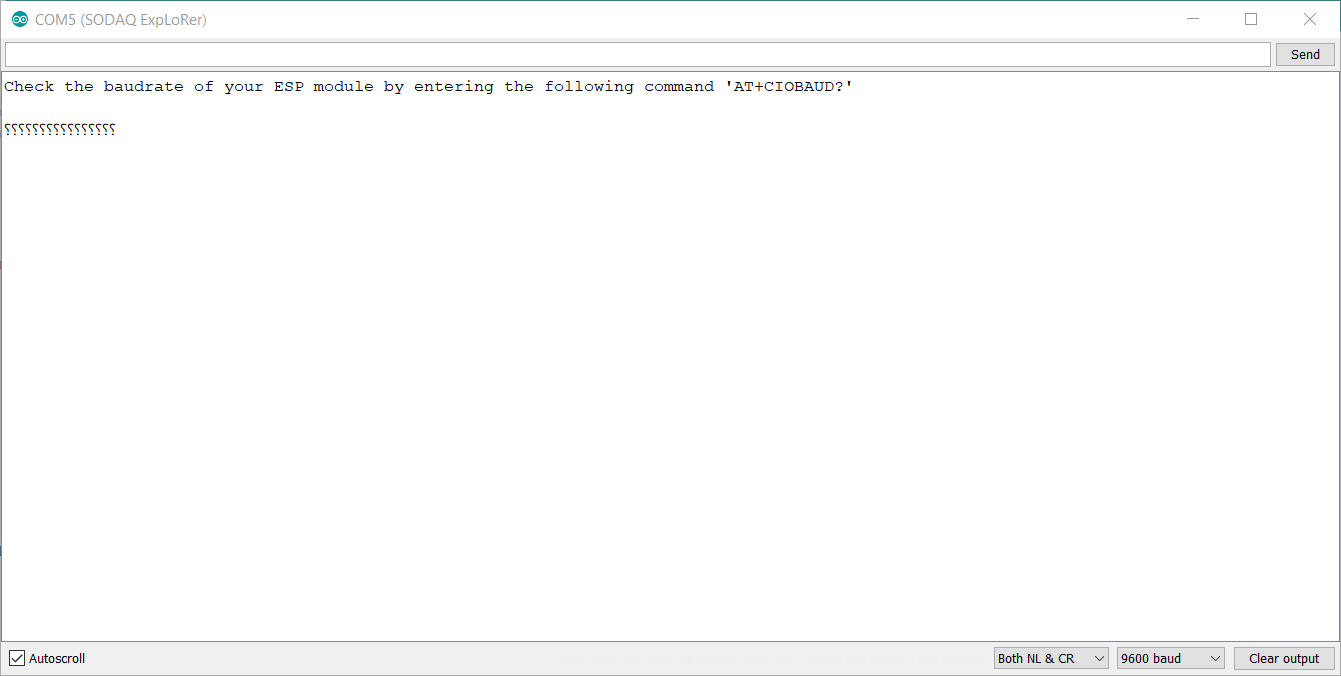 COM5 (SODAQ ExpLoRer)
Send
Check the baudrate of your ESP module by entering the following command 'AT+CIOBAUD?'
⸮⸮⸮⸮⸮⸮⸮⸮⸮⸮⸮⸮⸮⸮⸮⸮
Autoscroll
Both NL & CR
9600 baud
Clear output